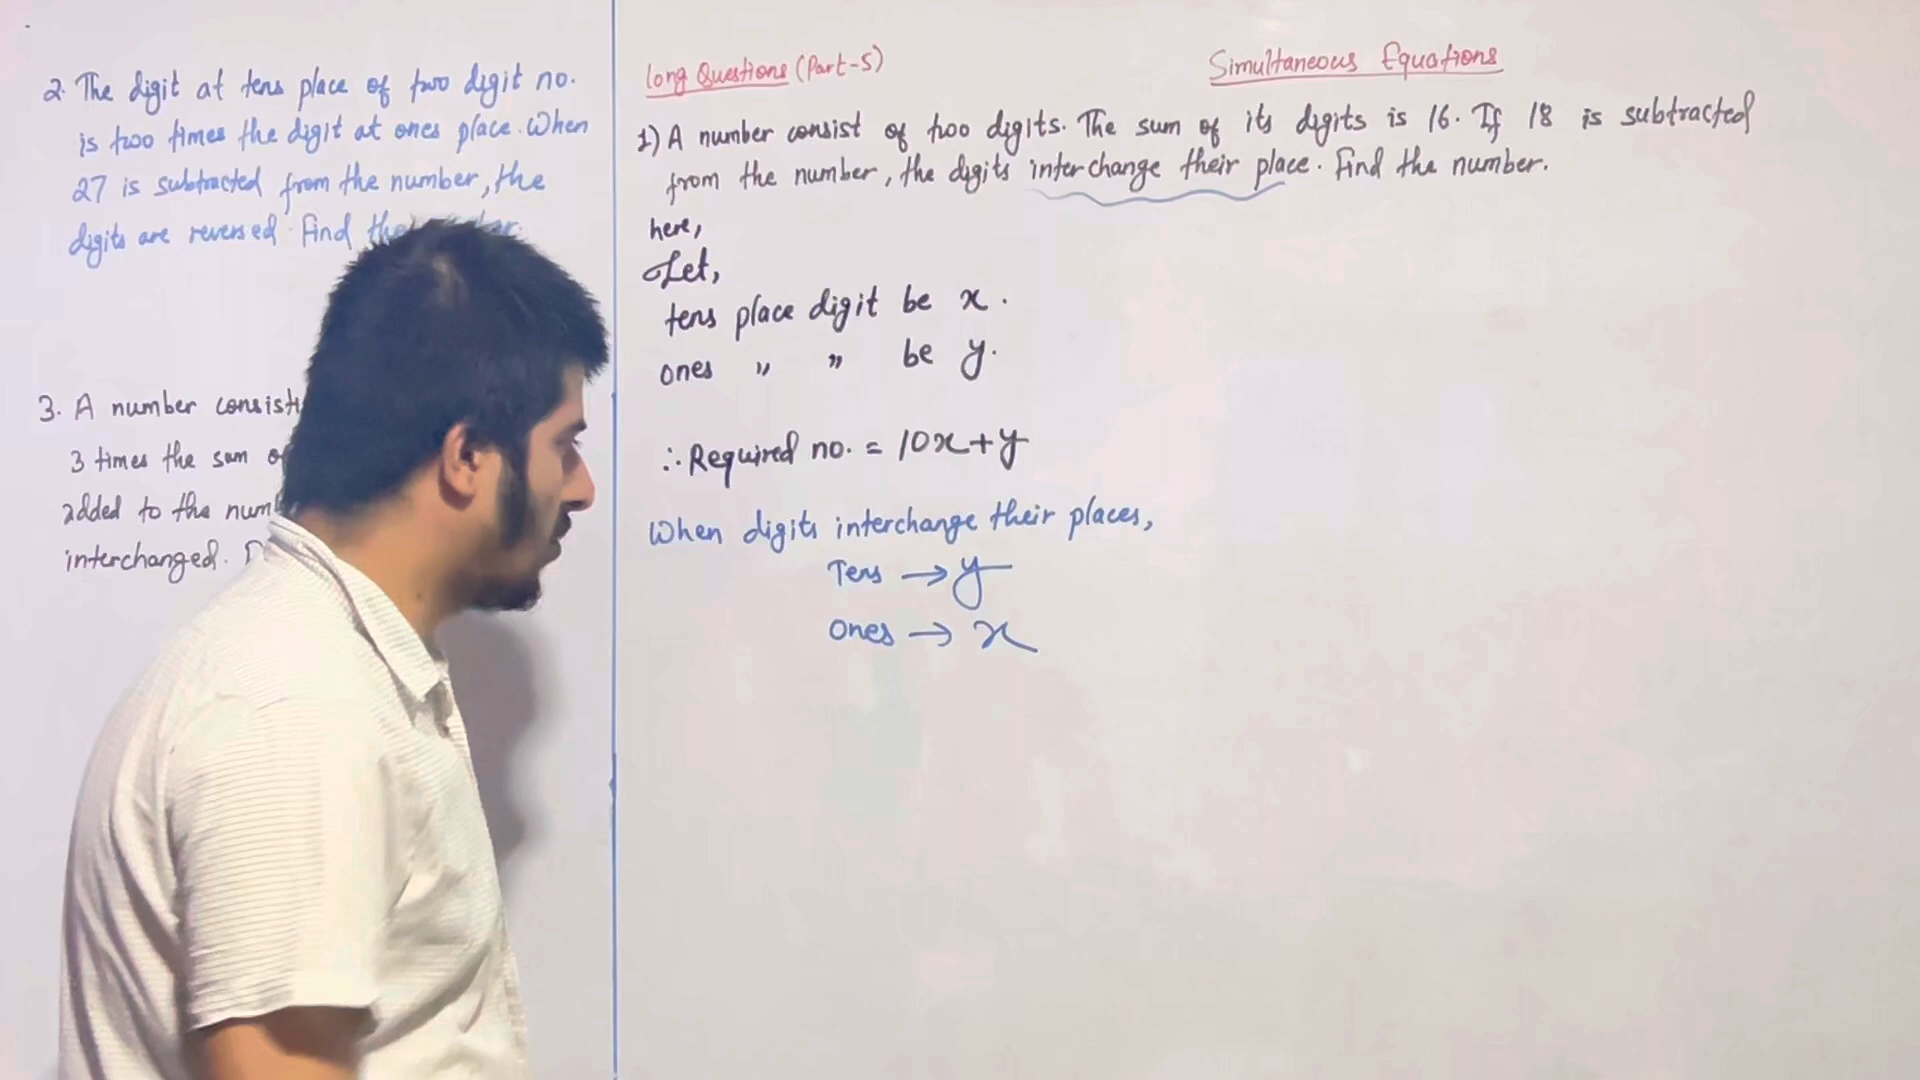 2. The digit at tens place of two digit no.
is two times the digit at ones place. When
27 is subtracted from the number, the
digits are reversed. Find the
3. A number consist
3 times the sum
added to the num
interchanged.
long Questions (Part-5)
Simultaneous Equations
1) A number consist of two digits. The sum of its digits is 16. If 18 is subtracted
from the number, the digits interchange their place. Find the number.
here,
Let,
tens place digit be x.
ones " " be y.
∴ Required no. = 10x+y
When digits interchange their places,
Tens → y
Ones → x